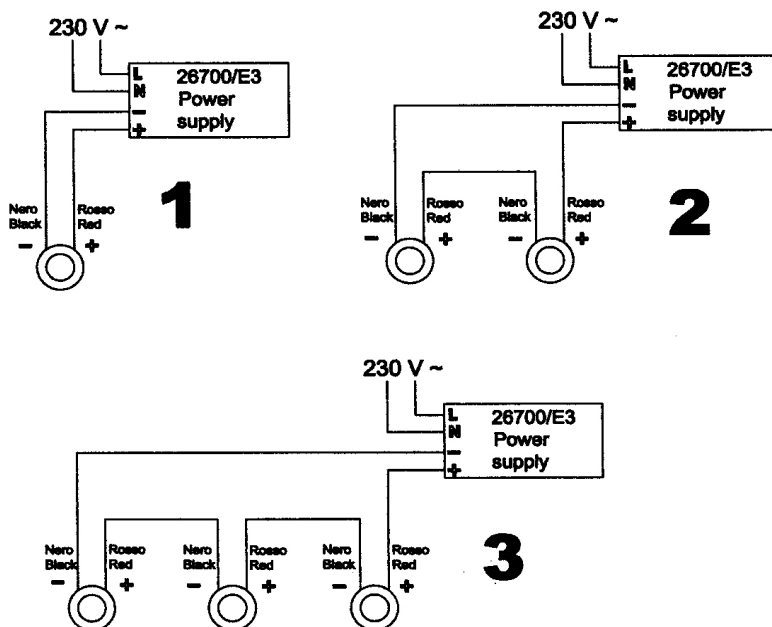 230 V ~
L
N
−
+
26700/E3
Power
supply
Nero
Black
−
Rosso
Red
+
1
230 V ~
L
N
−
+
26700/E3
Power
supply
Nero
Black
−
Rosso
Red
+
Nero
Black
−
Rosso
Red
+
2
230 V ~
L
N
−
+
26700/E3
Power
supply
Nero
Black
−
Rosso
Red
+
Nero
Black
−
Rosso
Red
+
Nero
Black
−
Rosso
Red
+
3